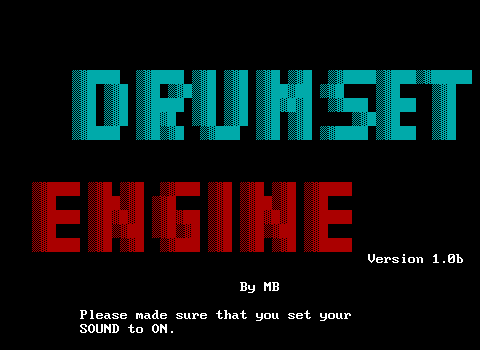 DRUMSET
ENGINE
Version 1.0b
By MB
Please made sure that you set your
SOUND to ON.